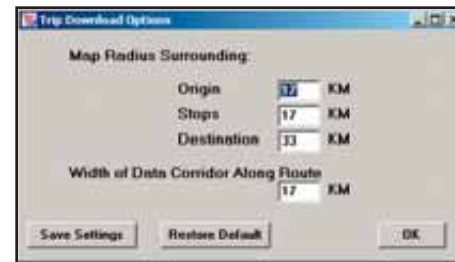 Trip Download Options
Map Radius Surrounding:
Origin 17 KM
Stops 17 KM
Destination 33 KM
Width of Data Corridor Along Route
17 KM
Save Settings Restore Default OK